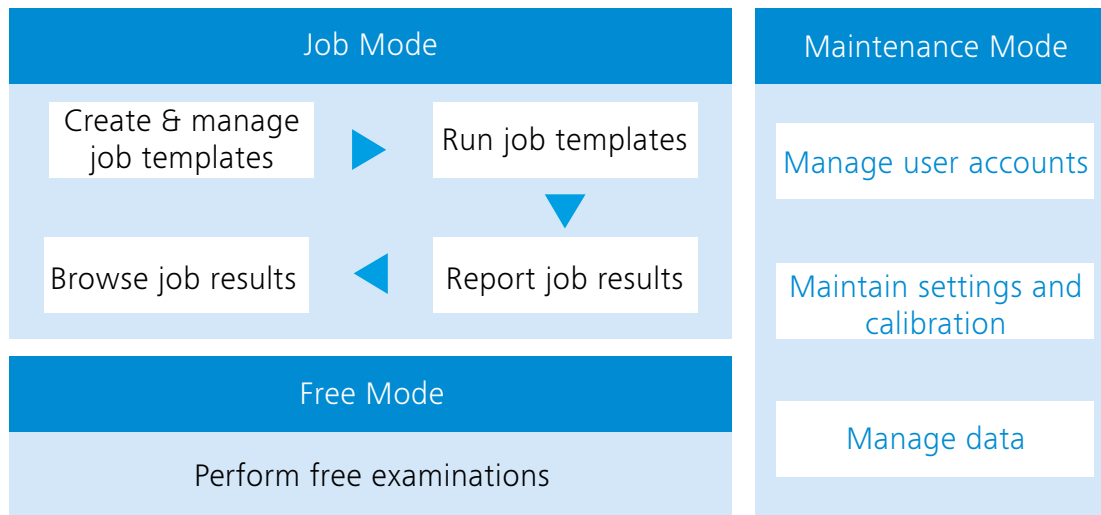 Job Mode
Create & manage
job templates
Run job templates
Browse job results
Report job results
Free Mode
Perform free examinations
Maintenance Mode
Manage user accounts
Maintain settings and
calibration
Manage data